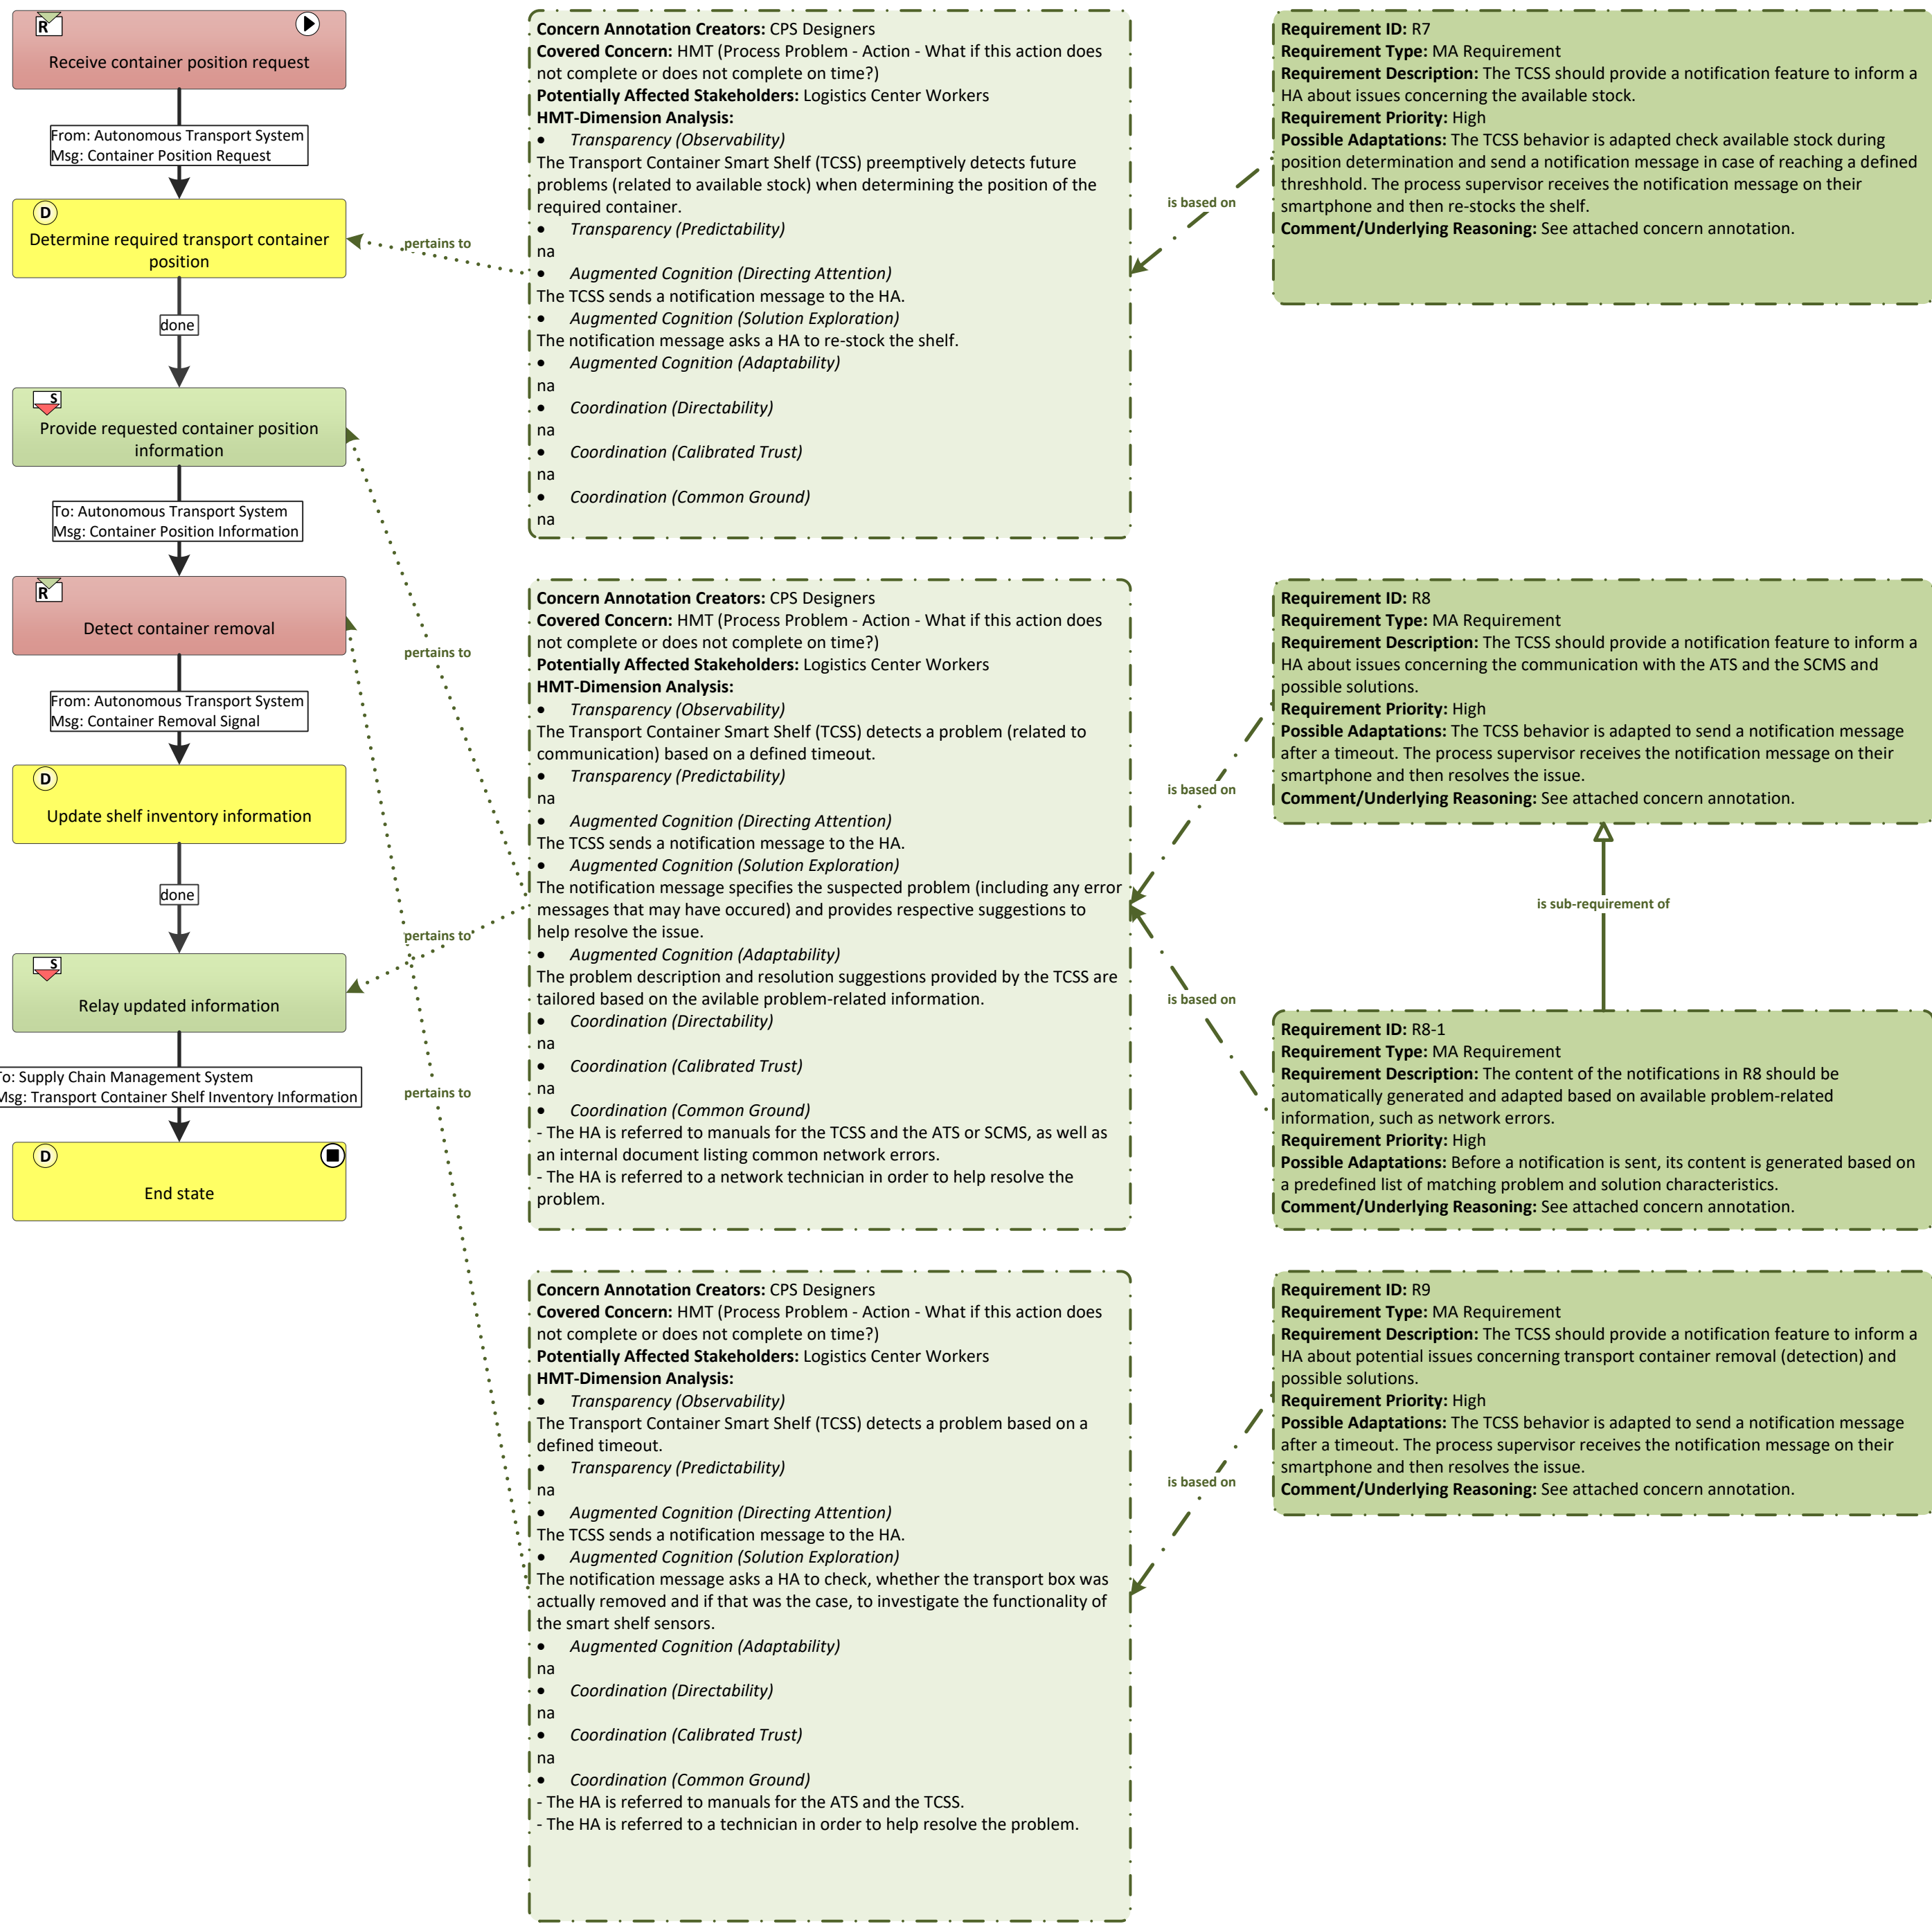 R
Receive container position request
From: Autonomous Transport System
Msg: Container Position Request
D
Determine required transport container
position
done
S
Provide requested container position
information
To: Autonomous Transport System
Msg: Container Position Information
R
Detect container removal
From: Autonomous Transport System
Msg: Container Removal Signal
D
Update shelf inventory information
done
S
Relay updated information
To: Supply Chain Management System
Msg: Transport Container Shelf Inventory Information
D
End state
pertains to
pertains to
pertains to
pertains to
Concern Annotation Creators: CPS Designers
Covered Concern: HMT (Process Problem - Action - What if this action does
not complete or does not complete on time?)
Potentially Affected Stakeholders: Logistics Center Workers
HMT-Dimension Analysis:
• Transparency (Observability)
The Transport Container Smart Shelf (TCSS) preemptively detects future
problems (related to available stock) when determining the position of the
required container.
• Transparency (Predictability)
na
• Augmented Cognition (Directing Attention)
The TCSS sends a notification message to the HA.
• Augmented Cognition (Solution Exploration)
The notification message asks a HA to re-stock the shelf.
• Augmented Cognition (Adaptability)
na
• Coordination (Directability)
na
• Coordination (Calibrated Trust)
na
• Coordination (Common Ground)
na
Concern Annotation Creators: CPS Designers
Covered Concern: HMT (Process Problem - Action - What if this action does
not complete or does not complete on time?)
Potentially Affected Stakeholders: Logistics Center Workers
HMT-Dimension Analysis:
• Transparency (Observability)
The Transport Container Smart Shelf (TCSS) detects a problem (related to
communication) based on a defined timeout.
• Transparency (Predictability)
na
• Augmented Cognition (Directing Attention)
The TCSS sends a notification message to the HA.
• Augmented Cognition (Solution Exploration)
The notification message specifies the suspected problem (including any error
messages that may have occured) and provides respective suggestions to
help resolve the issue.
• Augmented Cognition (Adaptability)
The problem description and resolution suggestions provided by the TCSS are
tailored based on the avilable problem-related information.
• Coordination (Directability)
na
• Coordination (Calibrated Trust)
na
• Coordination (Common Ground)
- The HA is referred to manuals for the TCSS and the ATS or SCMS, as well as
an internal document listing common network errors.
- The HA is referred to a network technician in order to help resolve the
problem.
Concern Annotation Creators: CPS Designers
Covered Concern: HMT (Process Problem - Action - What if this action does
not complete or does not complete on time?)
Potentially Affected Stakeholders: Logistics Center Workers
HMT-Dimension Analysis:
• Transparency (Observability)
The Transport Container Smart Shelf (TCSS) detects a problem based on a
defined timeout.
• Transparency (Predictability)
na
• Augmented Cognition (Directing Attention)
The TCSS sends a notification message to the HA.
• Augmented Cognition (Solution Exploration)
The notification message asks a HA to check, whether the transport box was
actually removed and if that was the case, to investigate the functionality of
the smart shelf sensors.
• Augmented Cognition (Adaptability)
na
• Coordination (Directability)
na
• Coordination (Calibrated Trust)
na
• Coordination (Common Ground)
- The HA is referred to manuals for the ATS and the TCSS.
- The HA is referred to a technician in order to help resolve the problem.
is based on
is based on
is based on
is based on
Requirement ID: R7
Requirement Type: MA Requirement
Requirement Description: The TCSS should provide a notification feature to inform a
HA about issues concerning the available stock.
Requirement Priority: High
Possible Adaptations: The TCSS behavior is adapted check available stock during
position determination and send a notification message in case of reaching a defined
threshhold. The process supervisor receives the notification message on their
smartphone and then re-stocks the shelf.
Comment/Underlying Reasoning: See attached concern annotation.
Requirement ID: R8
Requirement Type: MA Requirement
Requirement Description: The TCSS should provide a notification feature to inform a
HA about issues concerning the communication with the ATS and the SCMS and
possible solutions.
Requirement Priority: High
Possible Adaptations: The TCSS behavior is adapted to send a notification message
after a timeout. The process supervisor receives the notification message on their
smartphone and then resolves the issue.
Comment/Underlying Reasoning: See attached concern annotation.
is sub-requirement of
Requirement ID: R8-1
Requirement Type: MA Requirement
Requirement Description: The content of the notifications in R8 should be
automatically generated and adapted based on available problem-related
information, such as network errors.
Requirement Priority: High
Possible Adaptations: Before a notification is sent, its content is generated based on
a predefined list of matching problem and solution characteristics.
Comment/Underlying Reasoning: See attached concern annotation.
Requirement ID: R9
Requirement Type: MA Requirement
Requirement Description: The TCSS should provide a notification feature to inform a
HA about potential issues concerning transport container removal (detection) and
possible solutions.
Requirement Priority: High
Possible Adaptations: The TCSS behavior is adapted to send a notification message
after a timeout. The process supervisor receives the notification message on their
smartphone and then resolves the issue.
Comment/Underlying Reasoning: See attached concern annotation.